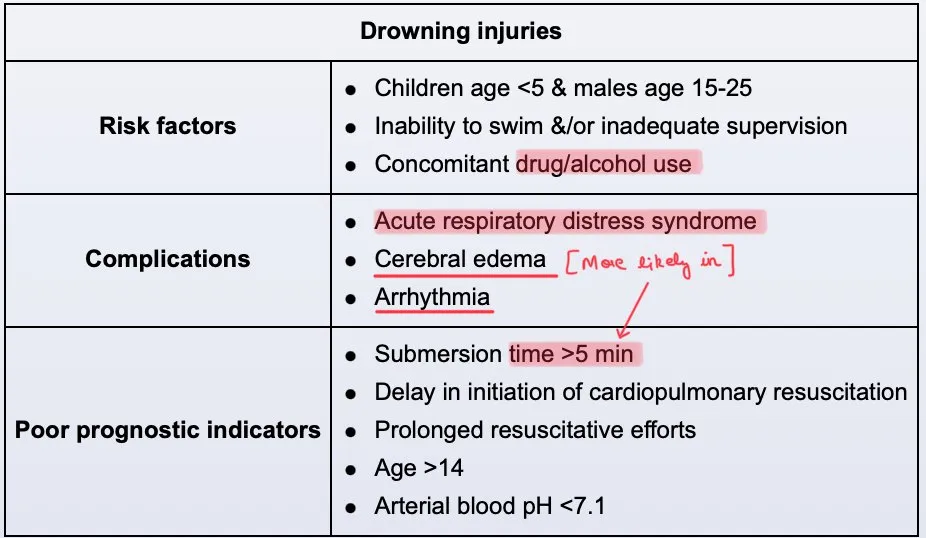 Drowning injuries
Risk factors
• Children age <5 & males age 15-25
• Inability to swim &/or inadequate supervision
• Concomitant drug/alcohol use
Complications
• Acute respiratory distress syndrome
• Cerebral edema [More likely in]
• Arrhythmia
Poor prognostic indicators
• Submersion time >5 min
• Delay in initiation of cardiopulmonary resuscitation
• Prolonged resuscitative efforts
• Age >14
• Arterial blood pH <7.1